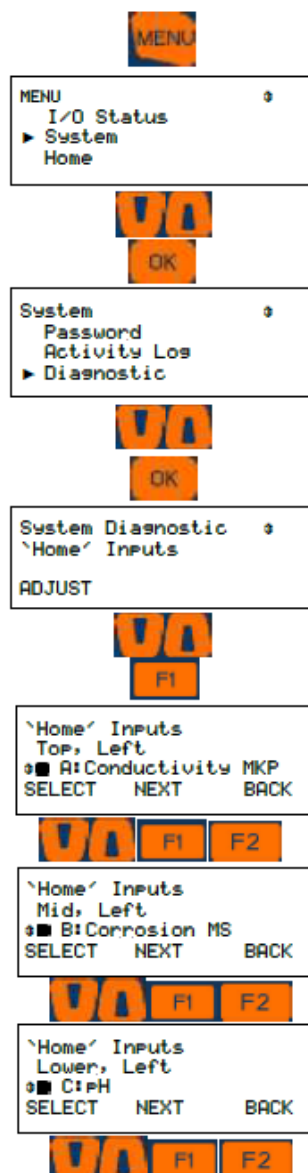 MENU
MENU
I/O Status
► System
Home
OK
System
Password
Activity Log
► Diagnostic
OK
System Diagnostic
`Home´ Inputs
ADJUST
F1
`Home´ Inputs
Top, Left
A:Conductivity MKP
SELECT NEXT BACK
F1 F2
`Home´ Inputs
Mid, Left
B:Corrosion MS
SELECT NEXT BACK
F1 F2
`Home´ Inputs
Lower, Left
C:pH
SELECT NEXT BACK
F1 F2